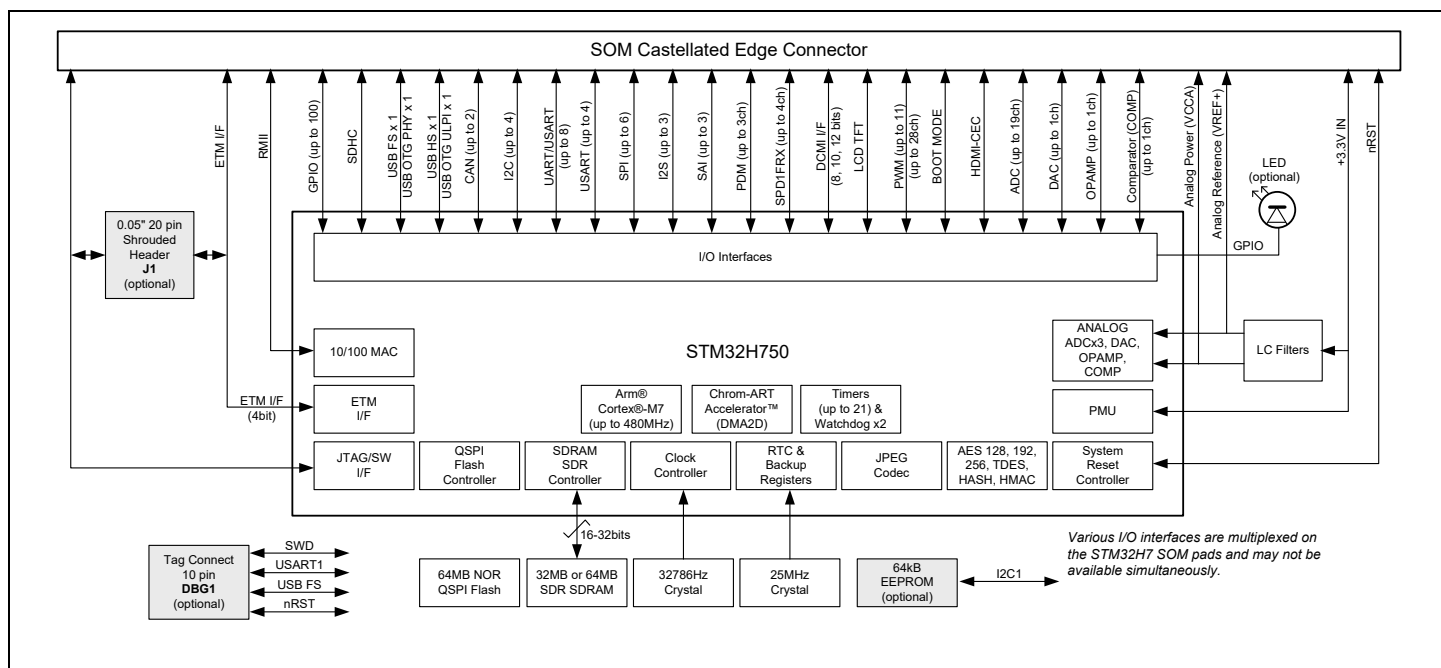 SOM Castellated Edge Connector
ETM I/F
RMII
GPIO (up to 100)
SDHC
USB FS x 1
USB OTG PHY x 1
USB HS x 1
USB OTG ULPI x 1
CAN (up to 2)
I2C (up to 4)
UART/USART
(up to 8)
USART (up to 4)
SPI (up to 6)
I2S (up to 3)
SAI (up to 3)
PDM (up to 3ch)
SPD1FRX (up to 4ch)
DCMI I/F
(8, 10, 12 bits)
LCD TFT
PWM (up to 11)
(up to 28ch)
BOOT MODE
HDMI-CEC
ADC (up to 19ch)
DAC (up to 1ch)
OPAMP (up to 1ch)
Comparator (COMP)
(up to 1ch)
Analog Power (VCCA)
Analog Reference (VREF+)
LED
(optional)
+3.3V IN
nRST
0.05" 20 pin
Shrouded
Header
J1
(optional)
I/O Interfaces
GPIO
10/100 MAC
STM32H750
ANALOG
ADCx3, DAC,
OPAMP,
COMP
LC Filters
ETM I/F
(4bit)
ETM
I/F
Arm®
Cortex®-M7
(up to 480MHz)
Chrom-ART
Accelerator™
(DMA2D)
Timers
(up to 21) &
Watchdog x2
PMU
JTAG/SW
I/F
QSPI
Flash
Controller
SDRAM
SDR
Controller
Clock
Controller
RTC &
Backup
Registers
JPEG
Codec
AES 128, 192,
256, TDES,
HASH, HMAC
System
Reset
Controller
16-32bits
Tag Connect
10 pin
DBG1
(optional)
SWD
USART1
USB FS
nRST
64MB NOR
QSPI Flash
32MB or 64MB
SDR SDRAM
32786Hz
Crystal
25MHz
Crystal
64kB
EEPROM
(optional)
I2C1
Various I/O interfaces are multiplexed on
the STM32H7 SOM pads and may not be
available simultaneously.